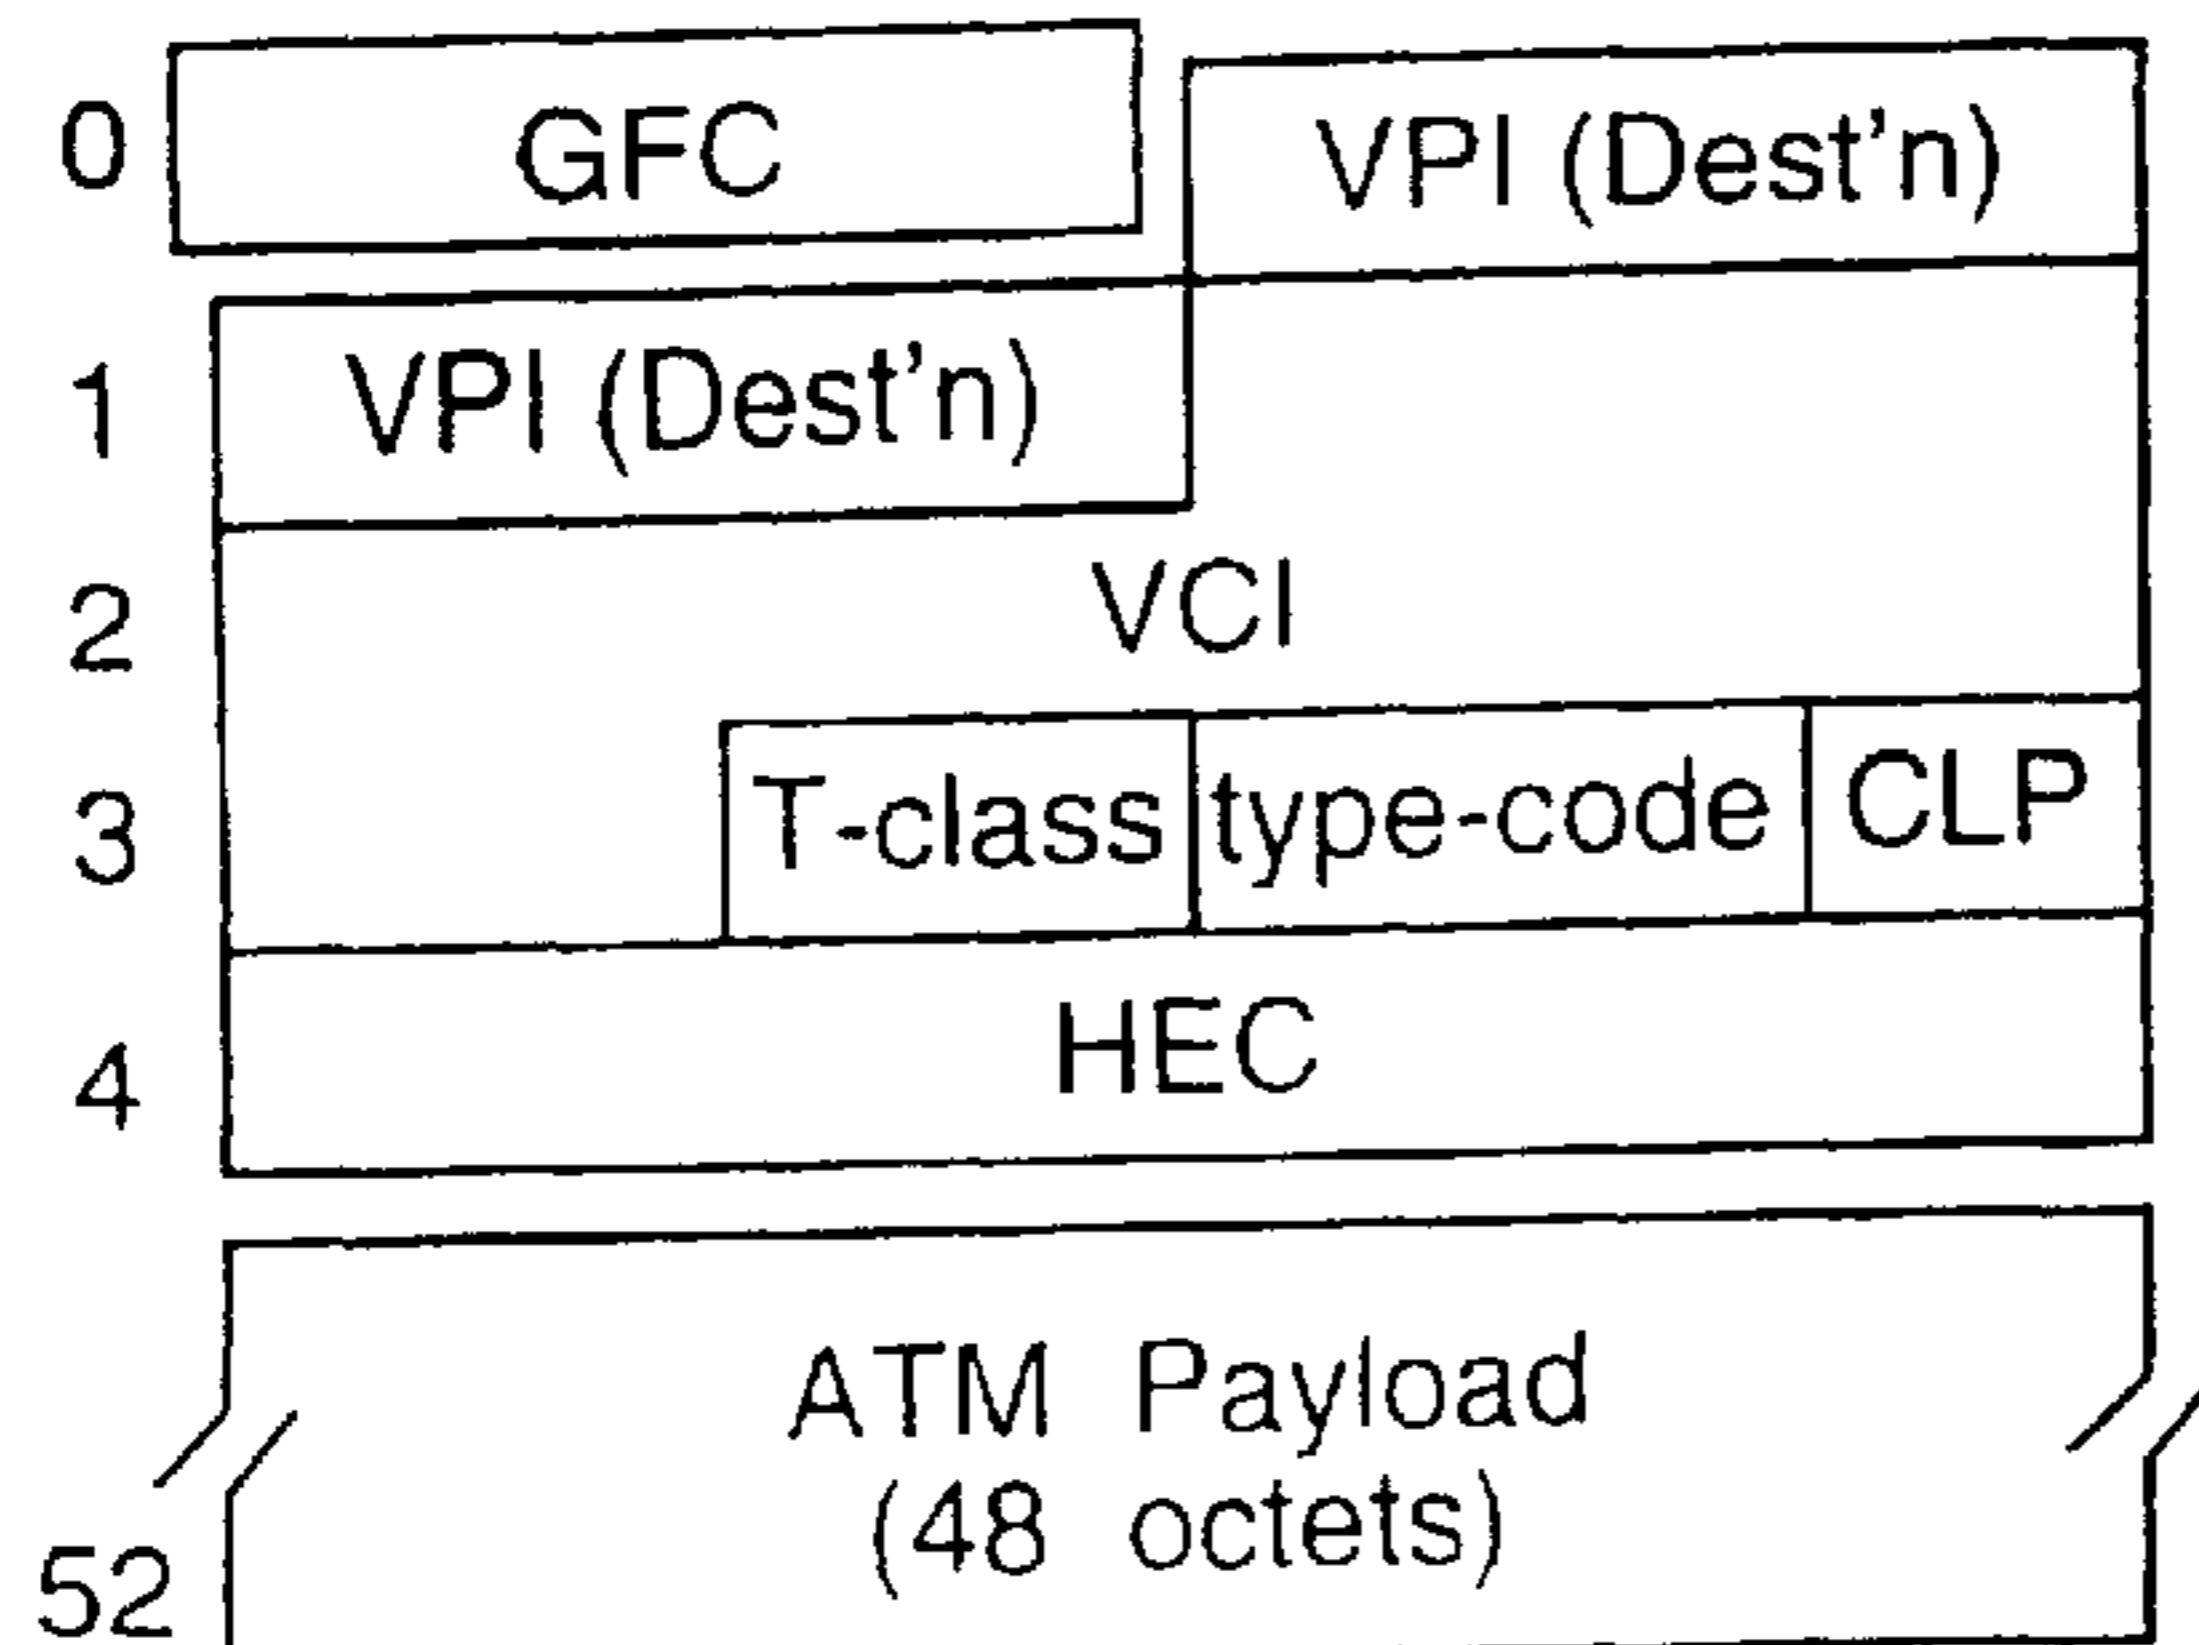 0 GFC VPI (Dest'n)
1 VPI (Dest'n)
2 VCI
3 T-class type-code CLP
4 HEC
ATM Payload
(48 octets)
52